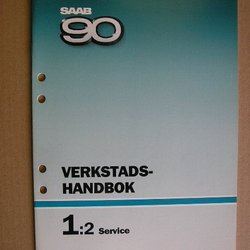 SAAB
90
VERKSTADS-
HANDBOK
1:2 Service